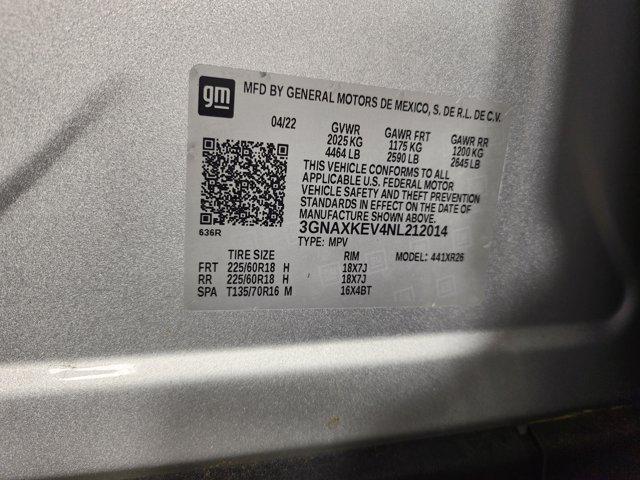 gm
MFD BY GENERAL MOTORS DE MEXICO, S. DE R.L. DE C.V.
04/22 GVWR GAWR FRT GAWR RR
2025 KG 1175 KG 1200 KG
4464 LB 2590 LB 2645 LB
THIS VEHICLE CONFORMS TO ALL
APPLICABLE U.S. FEDERAL MOTOR
VEHICLE SAFETY AND THEFT PREVENTION
STANDARDS IN EFFECT ON THE DATE OF
MANUFACTURE SHOWN ABOVE.
636R
3GNAXKEV4NL212014
TYPE: MPV
TIRE SIZE RIM MODEL: 441XR26
FRT 225/60R18 H 18X7J
RR 225/60R18 H 18X7J
SPA T135/70R16 M 16X4BT